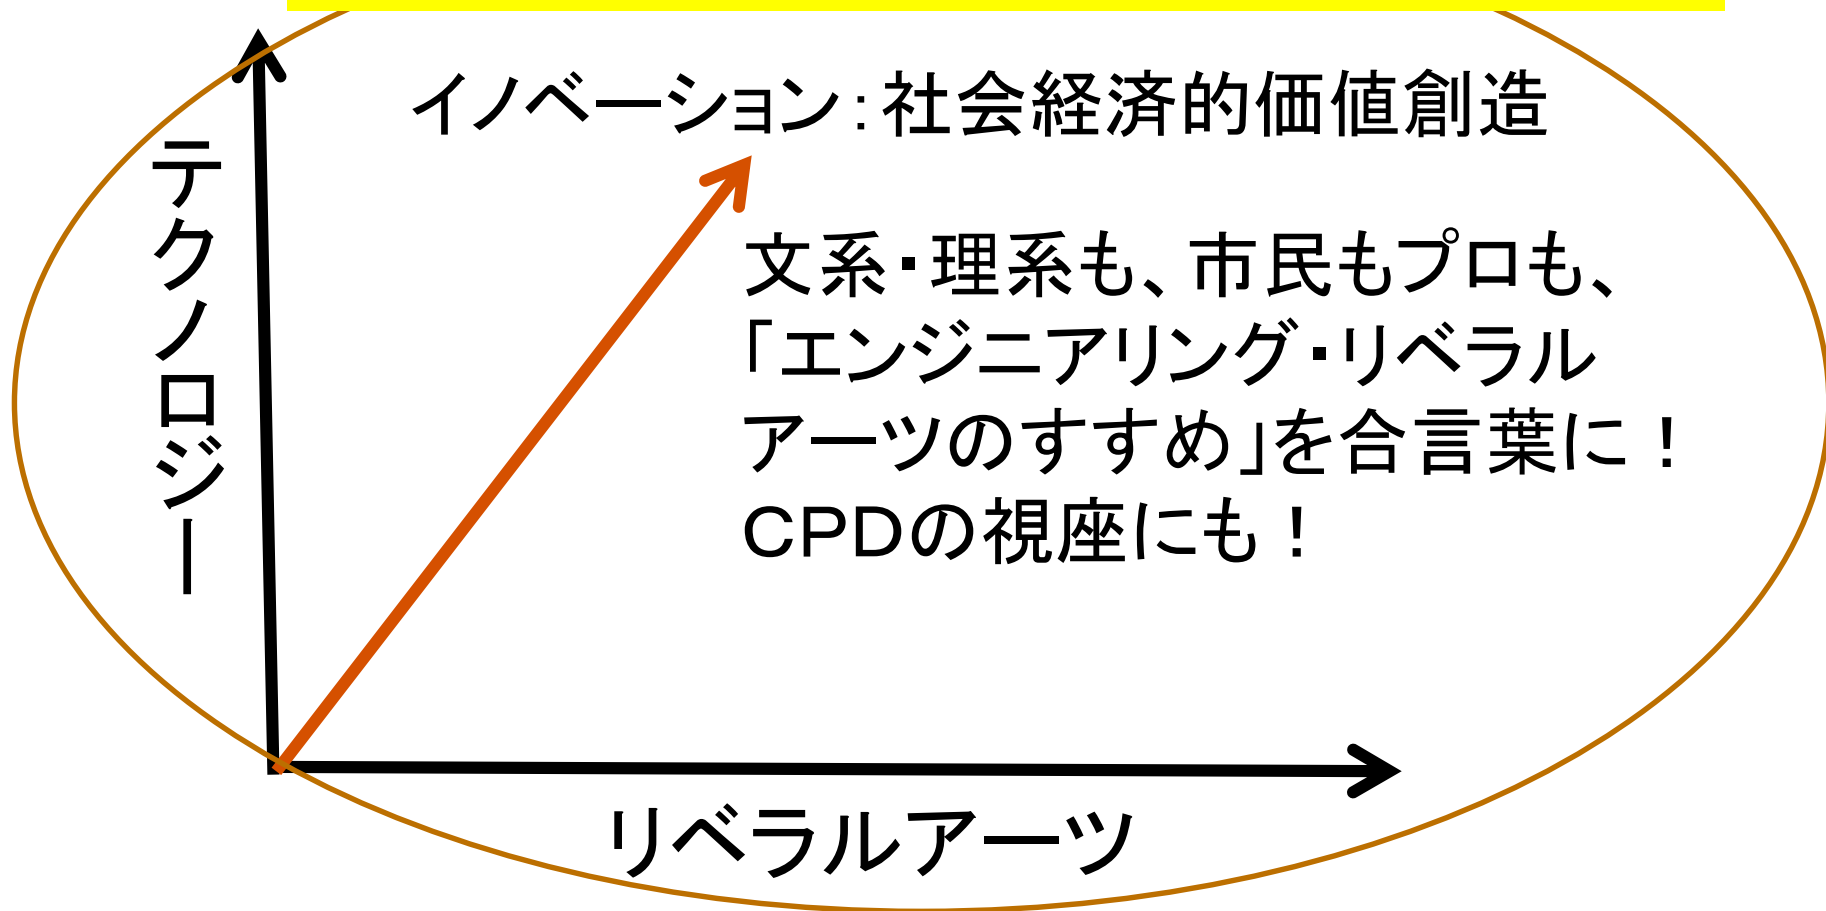 イノベーション：社会経済的価値創造
テクノロジー
文系・理系も、市民もプロも、
「エンジニアリング・リベラル
アーツのすすめ」を合言葉に！
ＣＰＤの視座にも！
リベラルアーツ